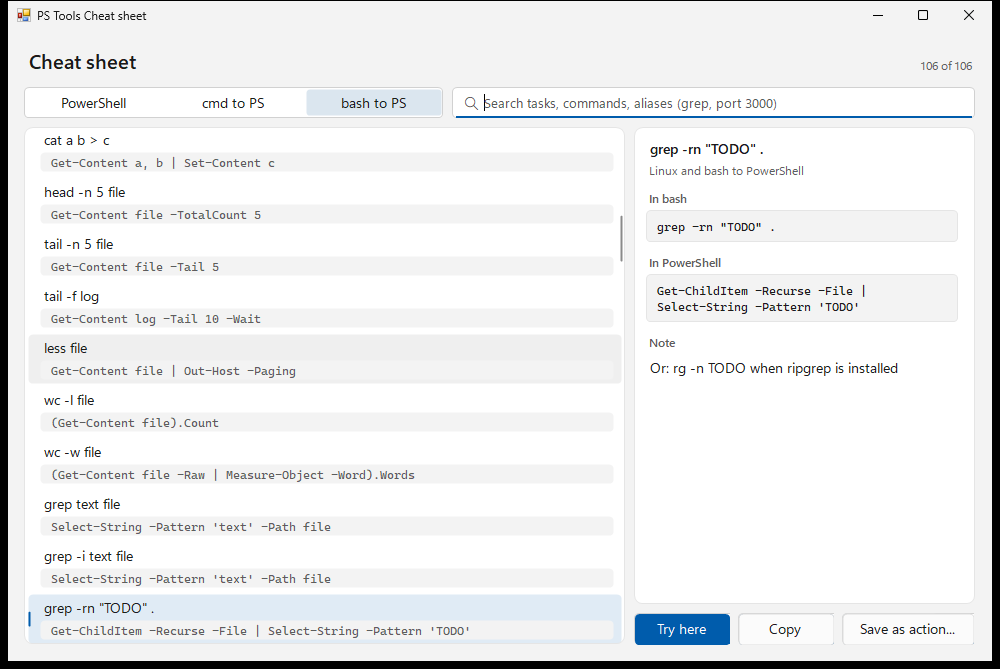 PS Tools Cheat sheet
Cheat sheet
106 of 106
PowerShell
cmd to PS
bash to PS
Search tasks, commands, aliases (grep, port 3000)
cat a b > c
Get-Content a, b | Set-Content c
head -n 5 file
Get-Content file -TotalCount 5
tail -n 5 file
Get-Content file -Tail 5
tail -f log
Get-Content log -Tail 10 -Wait
less file
Get-Content file | Out-Host -Paging
wc -l file
(Get-Content file).Count
wc -w file
(Get-Content file -Raw | Measure-Object -Word).Words
grep text file
Select-String -Pattern 'text' -Path file
grep -i text file
Select-String -Pattern 'text' -Path file
grep -rn "TODO" .
Get-ChildItem -Recurse -File | Select-String -Pattern 'TODO'
grep -rn "TODO" .
Linux and bash to PowerShell
In bash
grep -rn "TODO" .
In PowerShell
Get-ChildItem -Recurse -File |
Select-String -Pattern 'TODO'
Note
Or: rg -n TODO when ripgrep is installed
Try here
Copy
Save as action...